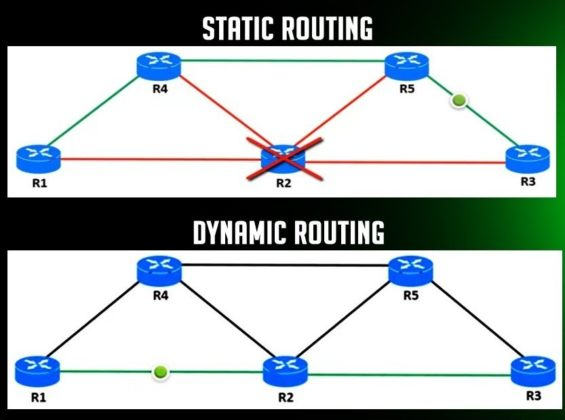 STATIC ROUTING
R4
R5
R1
R2
R3
DYNAMIC ROUTING
R4
R5
R1
R2
R3